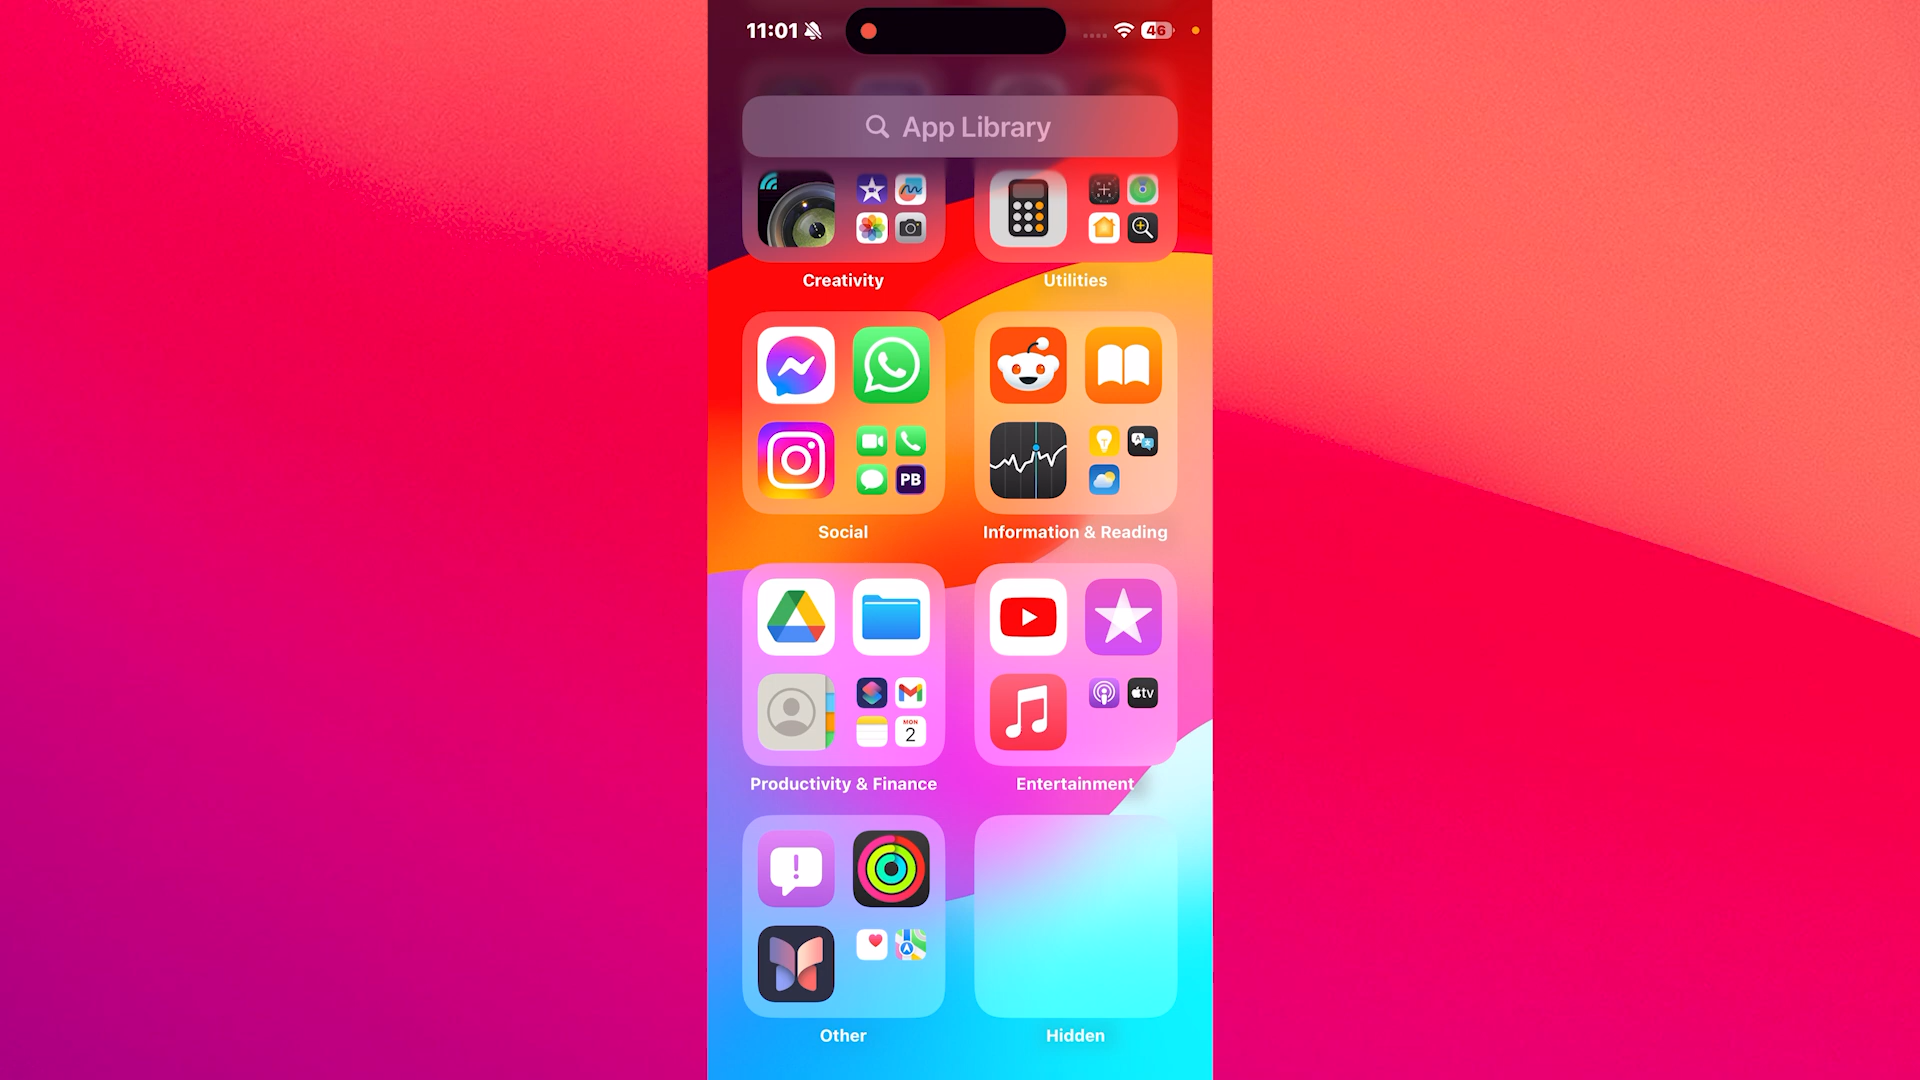 11:01
46
App Library
Creativity
Utilities
PB
Social
Information & Reading
tv
MON
2
Productivity & Finance
Entertainment
Other
Hidden